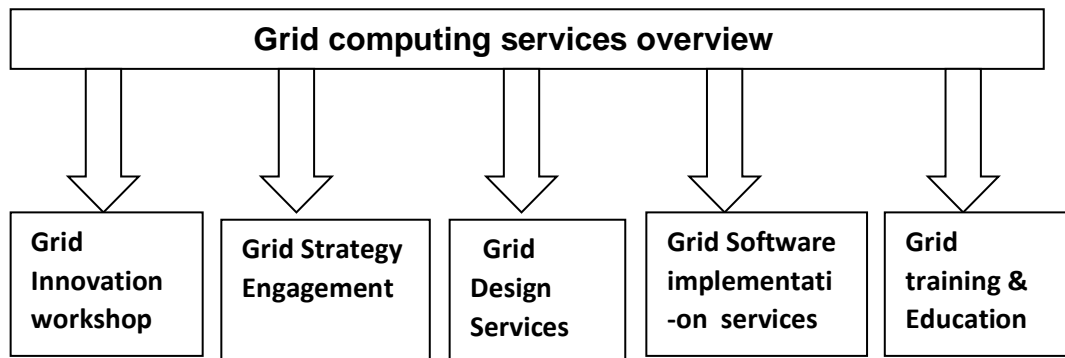 Grid computing services overview
Grid
Innovation
workshop
Grid Strategy
Engagement
Grid
Design
Services
Grid Software
implementati
-on services
Grid
training &
Education